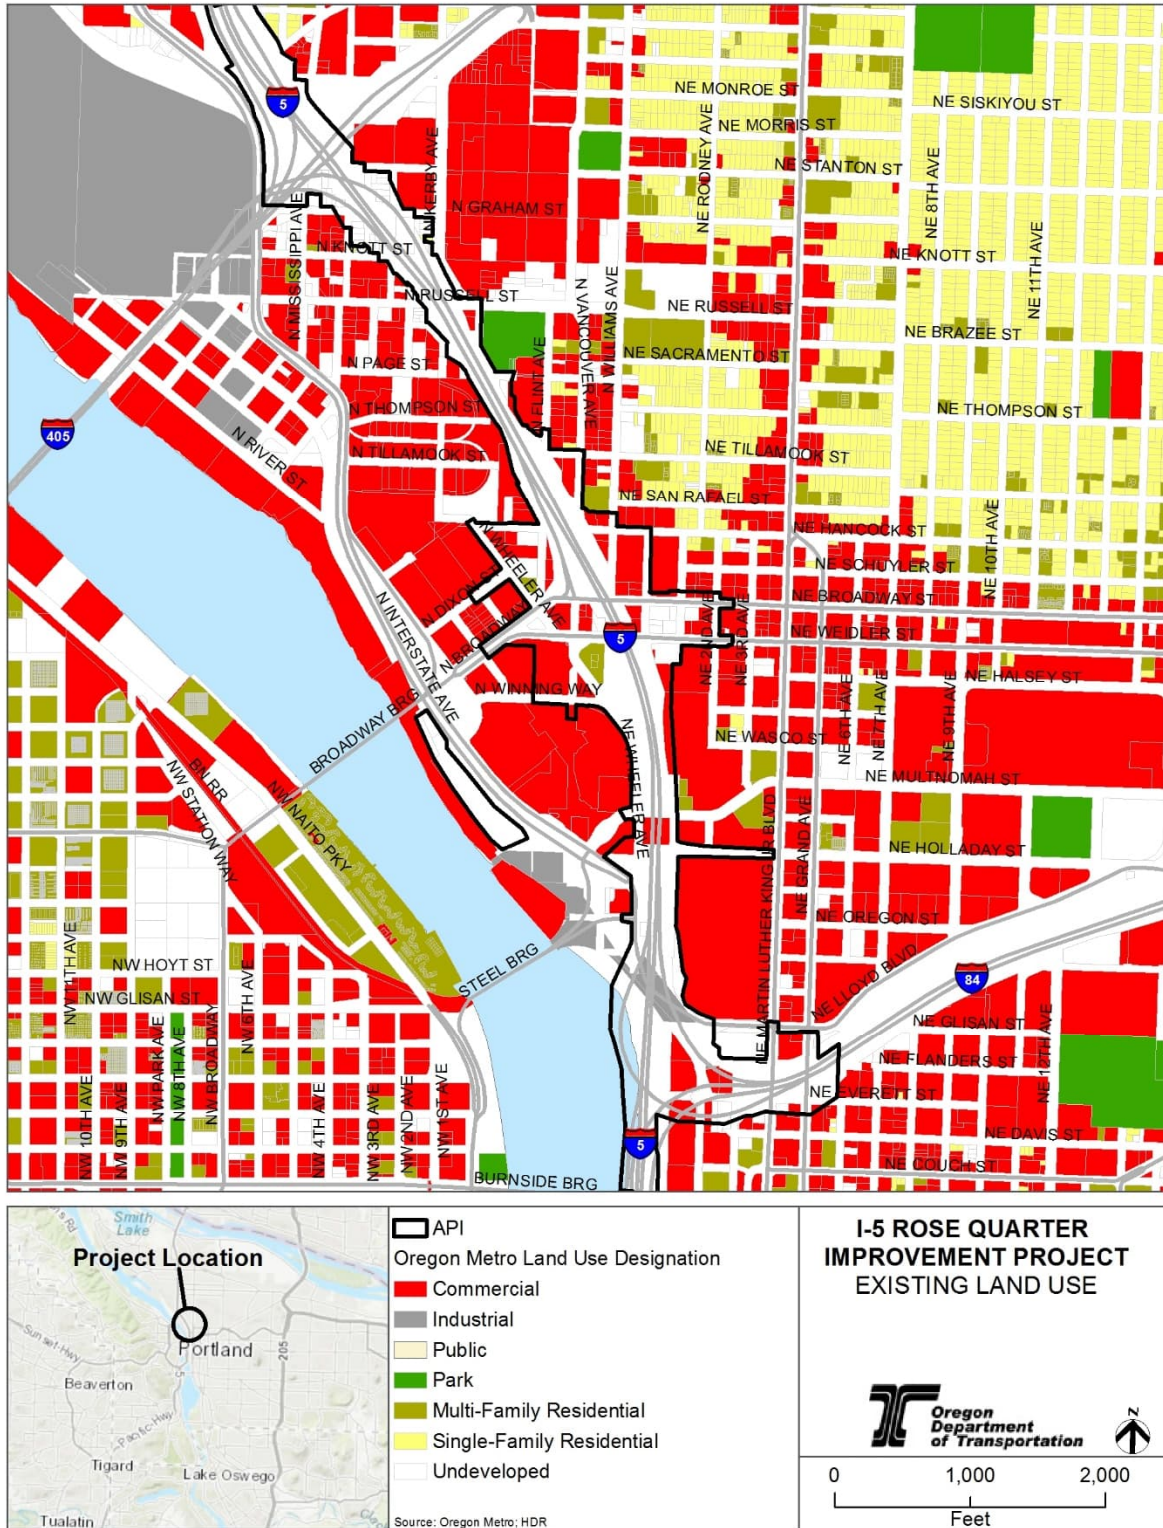 NE MONROE ST
NE SISKIYOU ST
5
NE MORRIS ST
NE STANTON ST
N KERBY AVE
NE RODNEY AVE
NE 8TH AVE
N MISSISSIPPI AVE
N GRAHAM ST
N KNOTT ST
NE KNOTT ST
NE 11TH AVE
N RUSSELL ST
N VANCOUVER AVE
N WILLIAMS AVE
NE RUSSELL ST
NE BRAZEE ST
N PAGE ST
N FLINT AVE
NE SACRAMENTO ST
405
N THOMPSON ST
NE THOMPSON ST
N RIVER ST
N TILLAMOOK ST
NE TILLAMOOK ST
NE SAN RAFAEL ST
N WHEELER AVE
NE HANCOCK ST
NE 10TH AVE
NE SCHUYLER ST
N DIXON ST
N INTERSTATE AVE
NE BROADWAY ST
N BROADWAY
5
NE 2ND AVE
NE 3RD AVE
NE WEIDLER ST
N WINNING WAY
NE HALSEY ST
BROADWAY BRG
NE WHEELER AVE
NE WASCO ST
NE 6TH AVE
NE 7TH AVE
NE 9TH AVE
BN RR
NW STATION WAY
NW NAITO PKY
NE MULTNOMAH ST
NE MARTIN LUTHER KING JR BLVD
NE GRAND AVE
NE HOLLADAY ST
NW 11TH AVE
NE OREGON ST
NW HOYT ST
STEEL BRG
NE LLOYD BLVD
84
NW GLISAN ST
NW 6TH AVE
NE GLISAN ST
NW 10TH AVE
NW 9TH AVE
NW PARK AVE
NW 8TH AVE
NW BROADWAY
NW 4TH AVE
NW 3RD AVE
NW 2ND AVE
NW 1ST AVE
NE FLANDERS ST
NE 12TH AVE
NE EVERETT ST
5
NE DAVIS ST
NE COUCH ST
BURNSIDE BRG
Smith
Lake
Project Location
Portland
Sunset-Hwy
205
5
Beaverton
Pacific-Hwy
Tigard
Lake Oswego
Tualatin
API
Oregon Metro Land Use Designation
Commercial
Industrial
Public
Park
Multi-Family Residential
Single-Family Residential
Undeveloped
Source: Oregon Metro; HDR
I-5 ROSE QUARTER
IMPROVEMENT PROJECT
EXISTING LAND USE
Oregon
Department
of Transportation
N
0 1,000 2,000
Feet